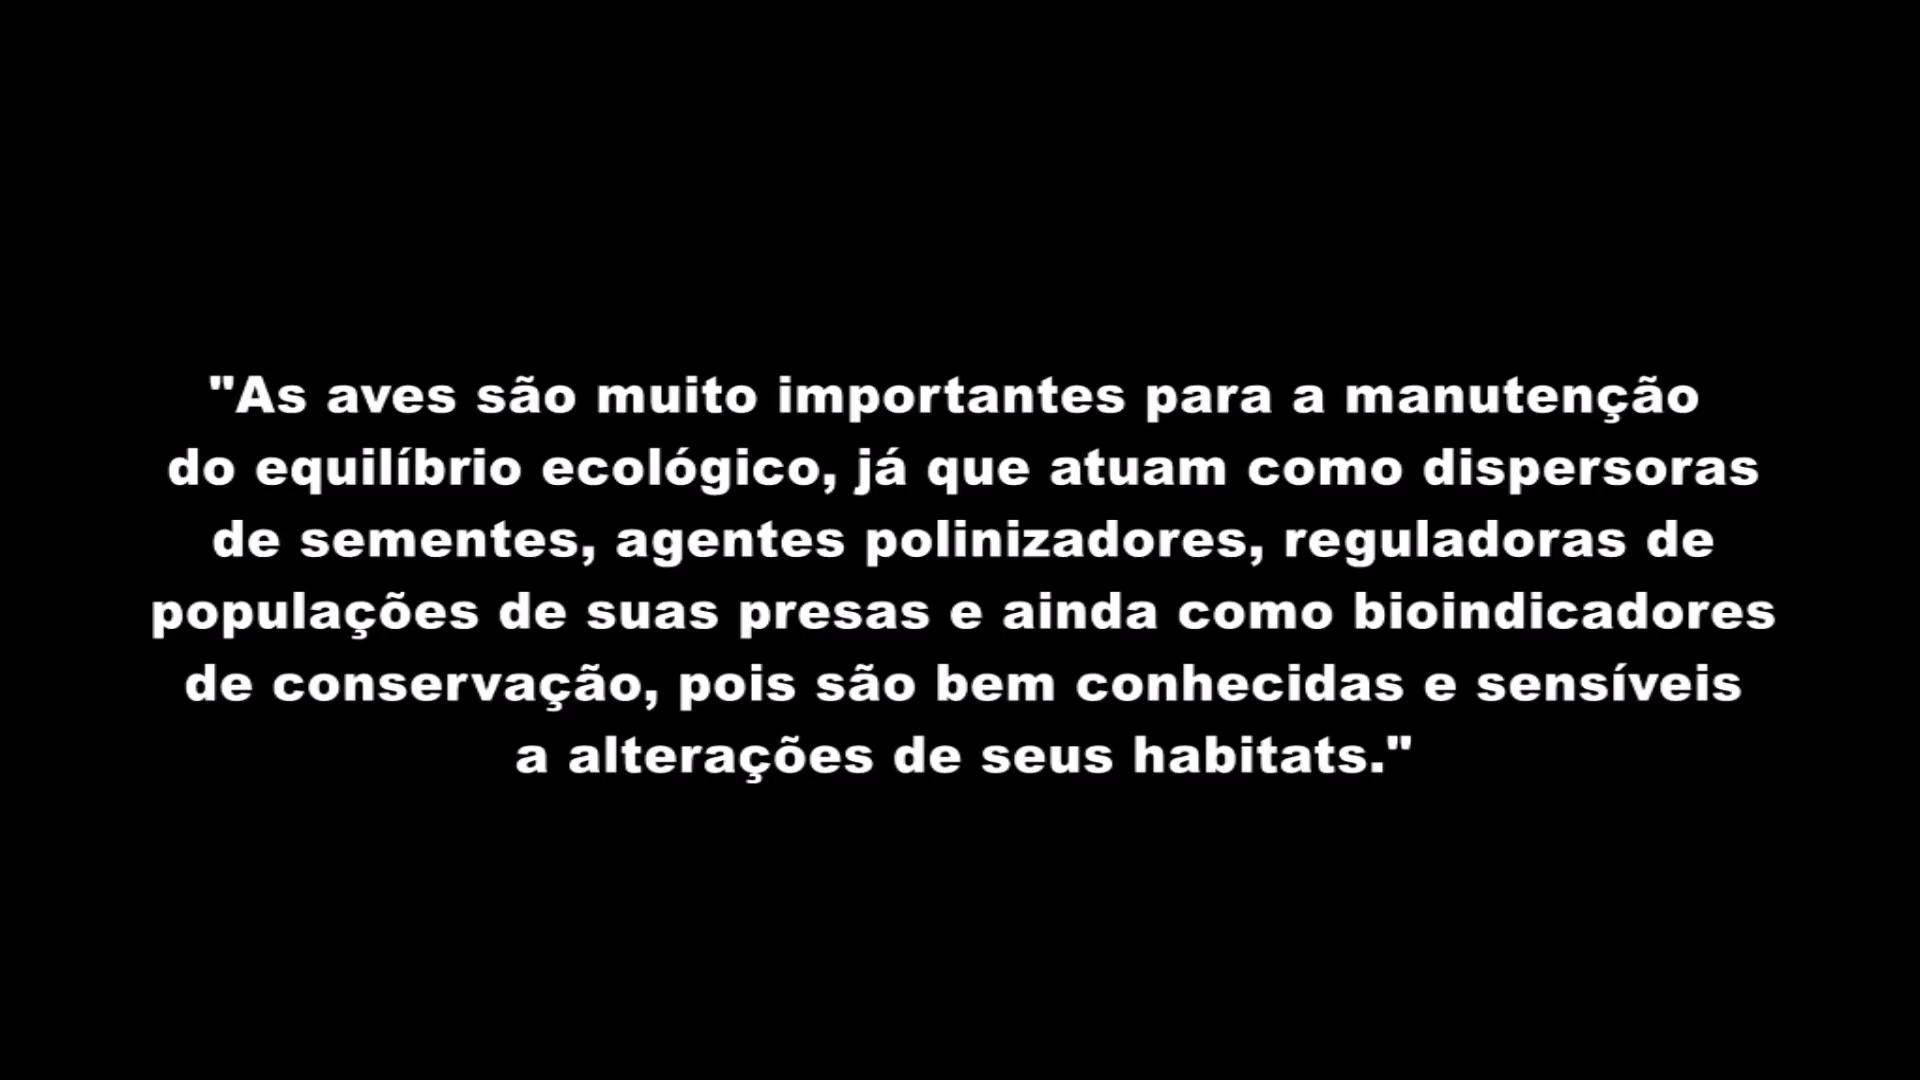 "As aves são muito importantes para a manutenção
do equilíbrio ecológico, já que atuam como dispersoras
de sementes, agentes polinizadores, reguladoras de
populações de suas presas e ainda como bioindicadores
de conservação, pois são bem conhecidas e sensíveis
a alterações de seus habitats."